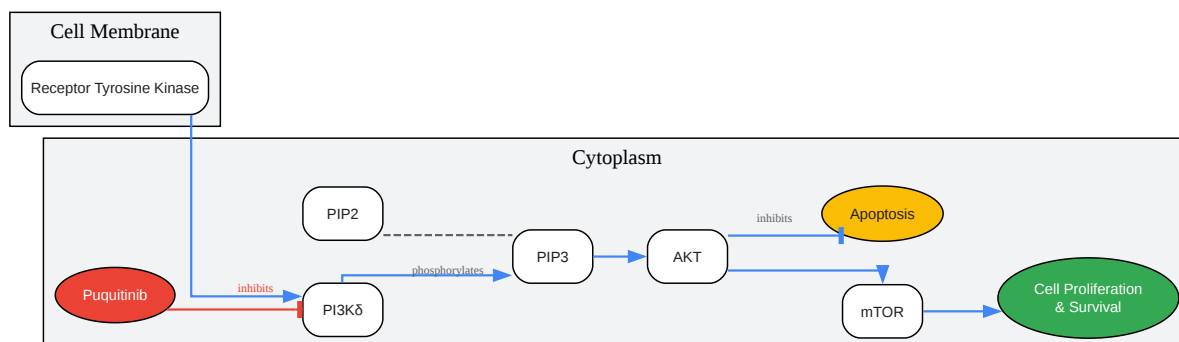 Cell Membrane
Receptor Tyrosine Kinase
Cytoplasm
PIP2
inhibits
Apoptosis
PIP3
AKT
phosphorylates
Puquitinib
inhibits
PI3Kδ
mTOR
Cell Proliferation
& Survival